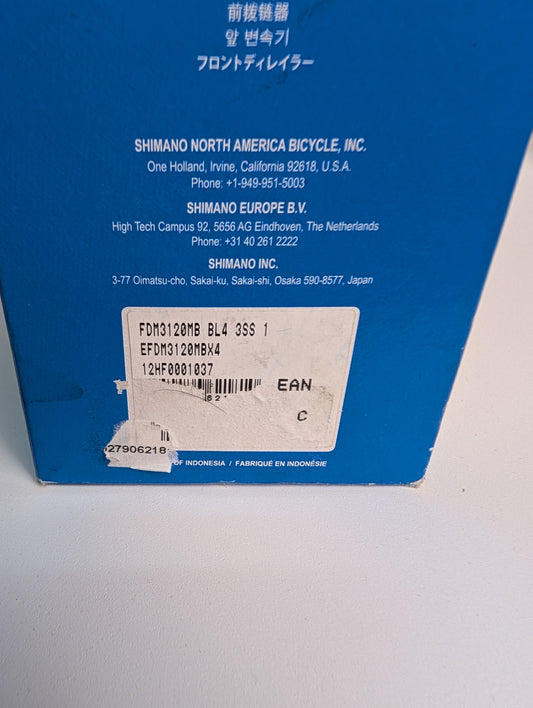 前拨链器
앞 변속기
フロントディレイラー
SHIMANO NORTH AMERICA BICYCLE, INC.
One Holland, Irvine, California 92618, U.S.A.
Phone: +1-949-951-5003
SHIMANO EUROPE B.V.
High Tech Campus 92, 5656 AG Eindhoven, The Netherlands
Phone: +31 40 261 2222
SHIMANO INC.
3-77 Oimatsu-cho, Sakai-ku, Sakai-shi, Osaka 590-8577, Japan
FDM3120MB BL4 3SS 1
EFDM3120MBX4
12HF0001037
EAN
C
27906218
OF INDONESIA / FABRIQUÉ EN INDONÉSIE